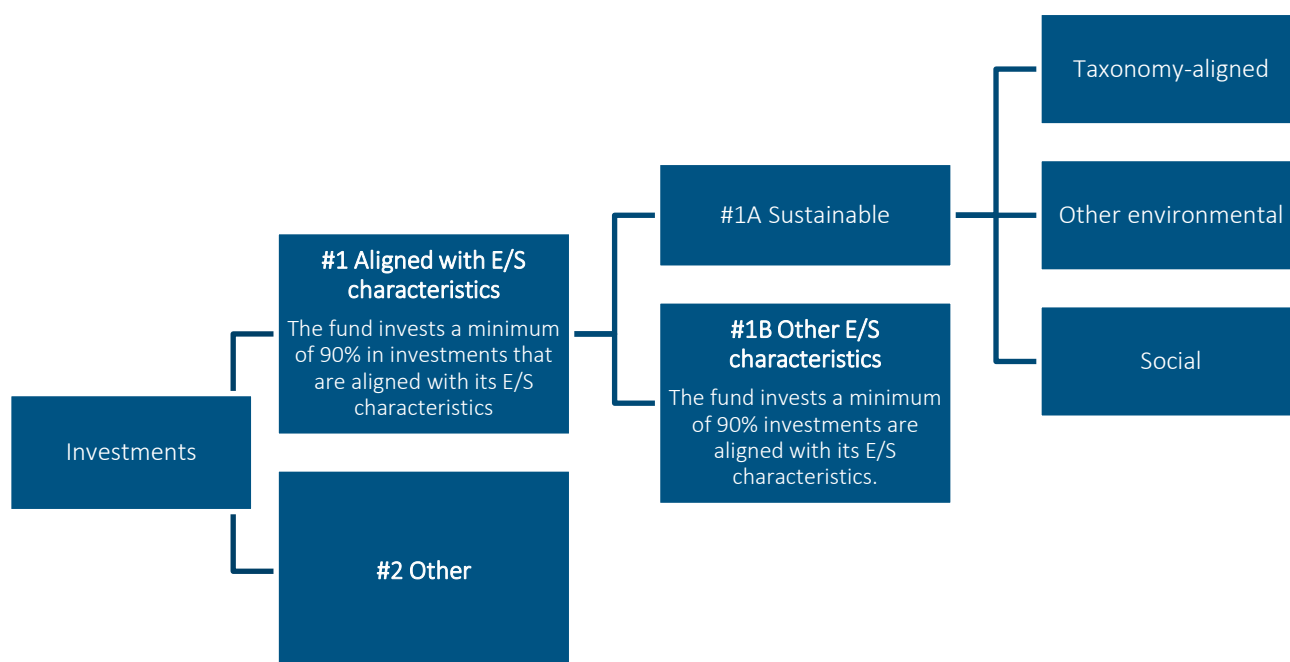 Investments
#1 Aligned with E/S
characteristics
The fund invests a minimum
of 90% in investments that
are aligned with its E/S
characteristics
#2 Other
#1A Sustainable
#1B Other E/S
characteristics
The fund invests a minimum
of 90% investments are
aligned with its E/S
characteristics.
Taxonomy-aligned
Other environmental
Social